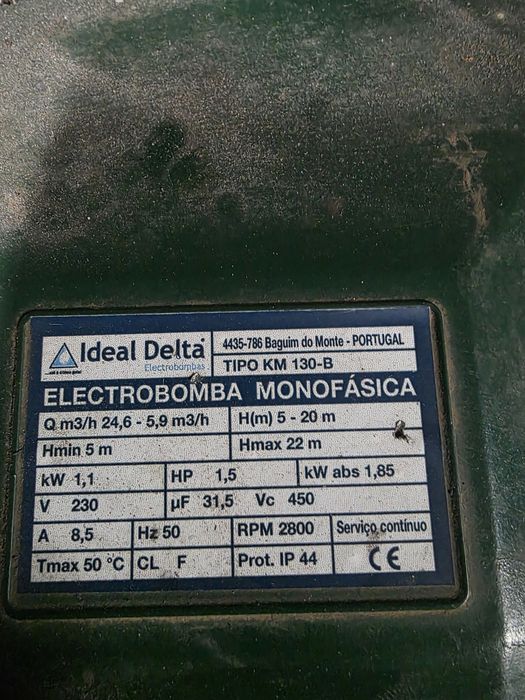 Ideal Delta
Electrobombas
4435-786 Baguim do Monte - PORTUGAL
TIPO KM 130-B
ELECTROBOMBA MONOFÁSICA
Q m3/h 24,6 - 5,9 m3/h H(m) 5 - 20 m
Hmin 5 m Hmax 22 m
kW 1,1 HP 1,5 kW abs 1,85
V 230 µF 31,5 Vc 450
A 8,5 Hz 50 RPM 2800 Serviço contínuo
Tmax 50 °C CL F Prot. IP 44 CE